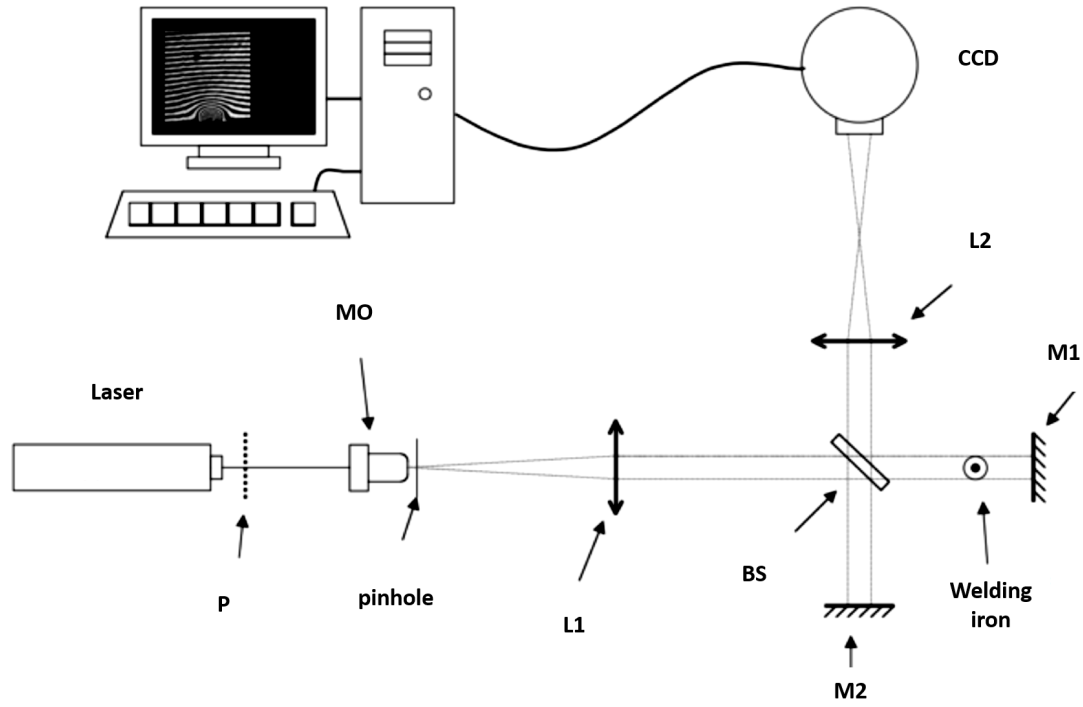 CCD
L2
MO
M1
Laser
BS
Welding
iron
pinhole
P
L1
M2